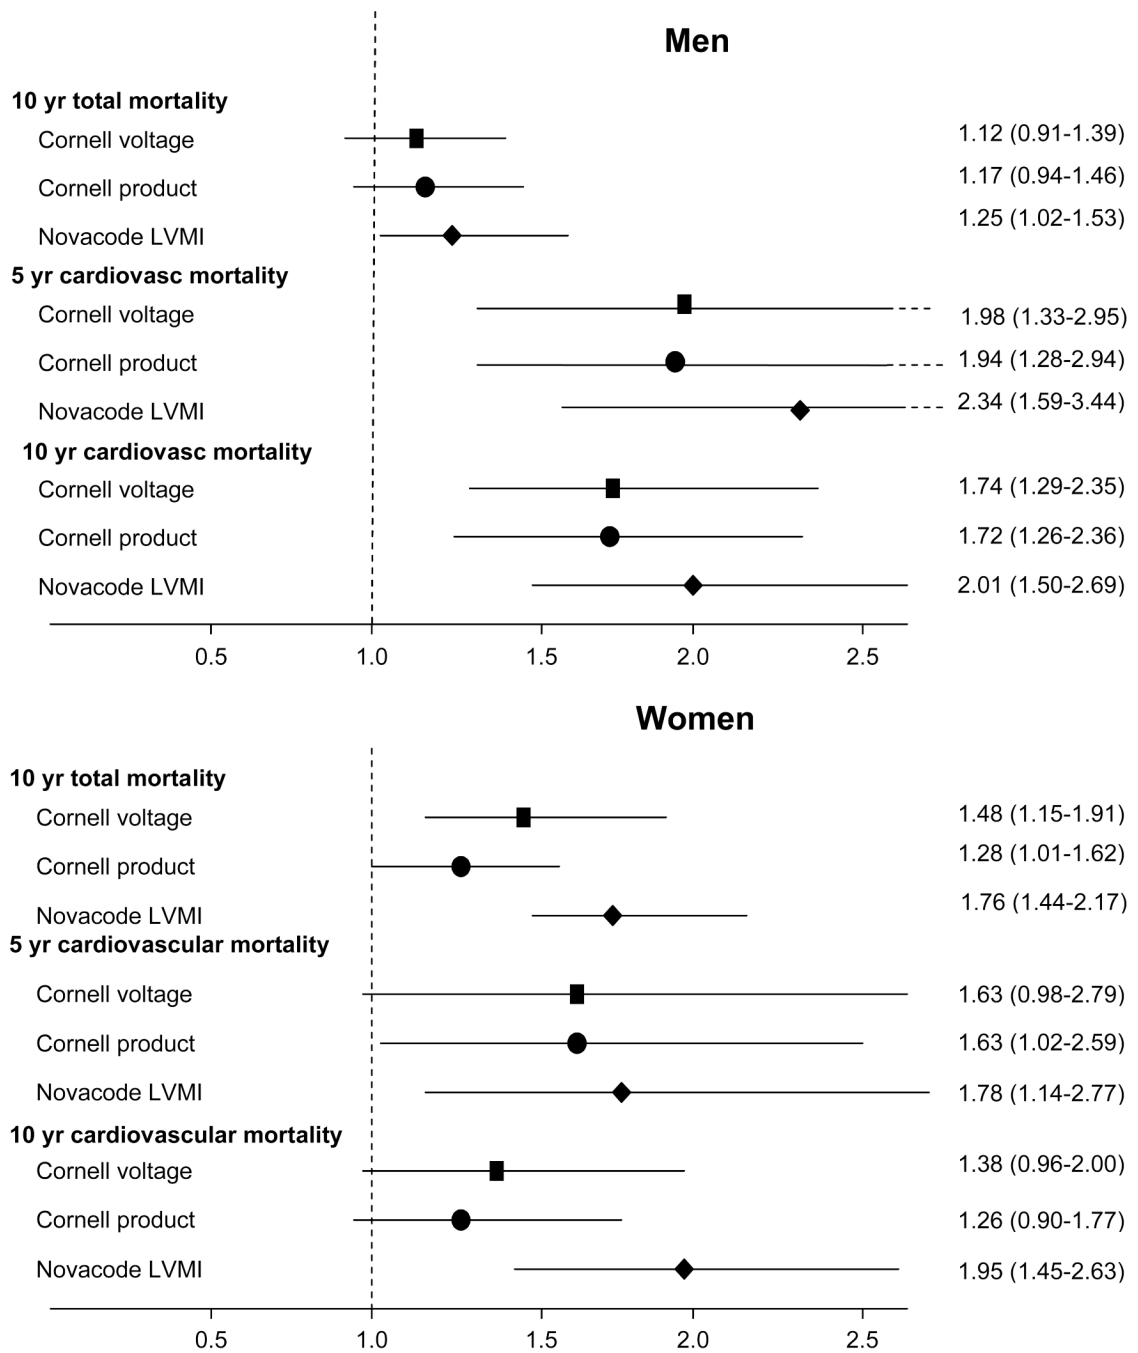 Men
10 yr total mortality
Cornell voltage 1.12 (0.91-1.39)
Cornell product 1.17 (0.94-1.46)
Novacode LVMI 1.25 (1.02-1.53)
5 yr cardiovasc mortality
Cornell voltage 1.98 (1.33-2.95)
Cornell product 1.94 (1.28-2.94)
Novacode LVMI 2.34 (1.59-3.44)
10 yr cardiovasc mortality
Cornell voltage 1.74 (1.29-2.35)
Cornell product 1.72 (1.26-2.36)
Novacode LVMI 2.01 (1.50-2.69)
0.5 1.0 1.5 2.0 2.5
Women
10 yr total mortality
Cornell voltage 1.48 (1.15-1.91)
Cornell product 1.28 (1.01-1.62)
Novacode LVMI 1.76 (1.44-2.17)
5 yr cardiovascular mortality
Cornell voltage 1.63 (0.98-2.79)
Cornell product 1.63 (1.02-2.59)
Novacode LVMI 1.78 (1.14-2.77)
10 yr cardiovascular mortality
Cornell voltage 1.38 (0.96-2.00)
Cornell product 1.26 (0.90-1.77)
Novacode LVMI 1.95 (1.45-2.63)
0.5 1.0 1.5 2.0 2.5